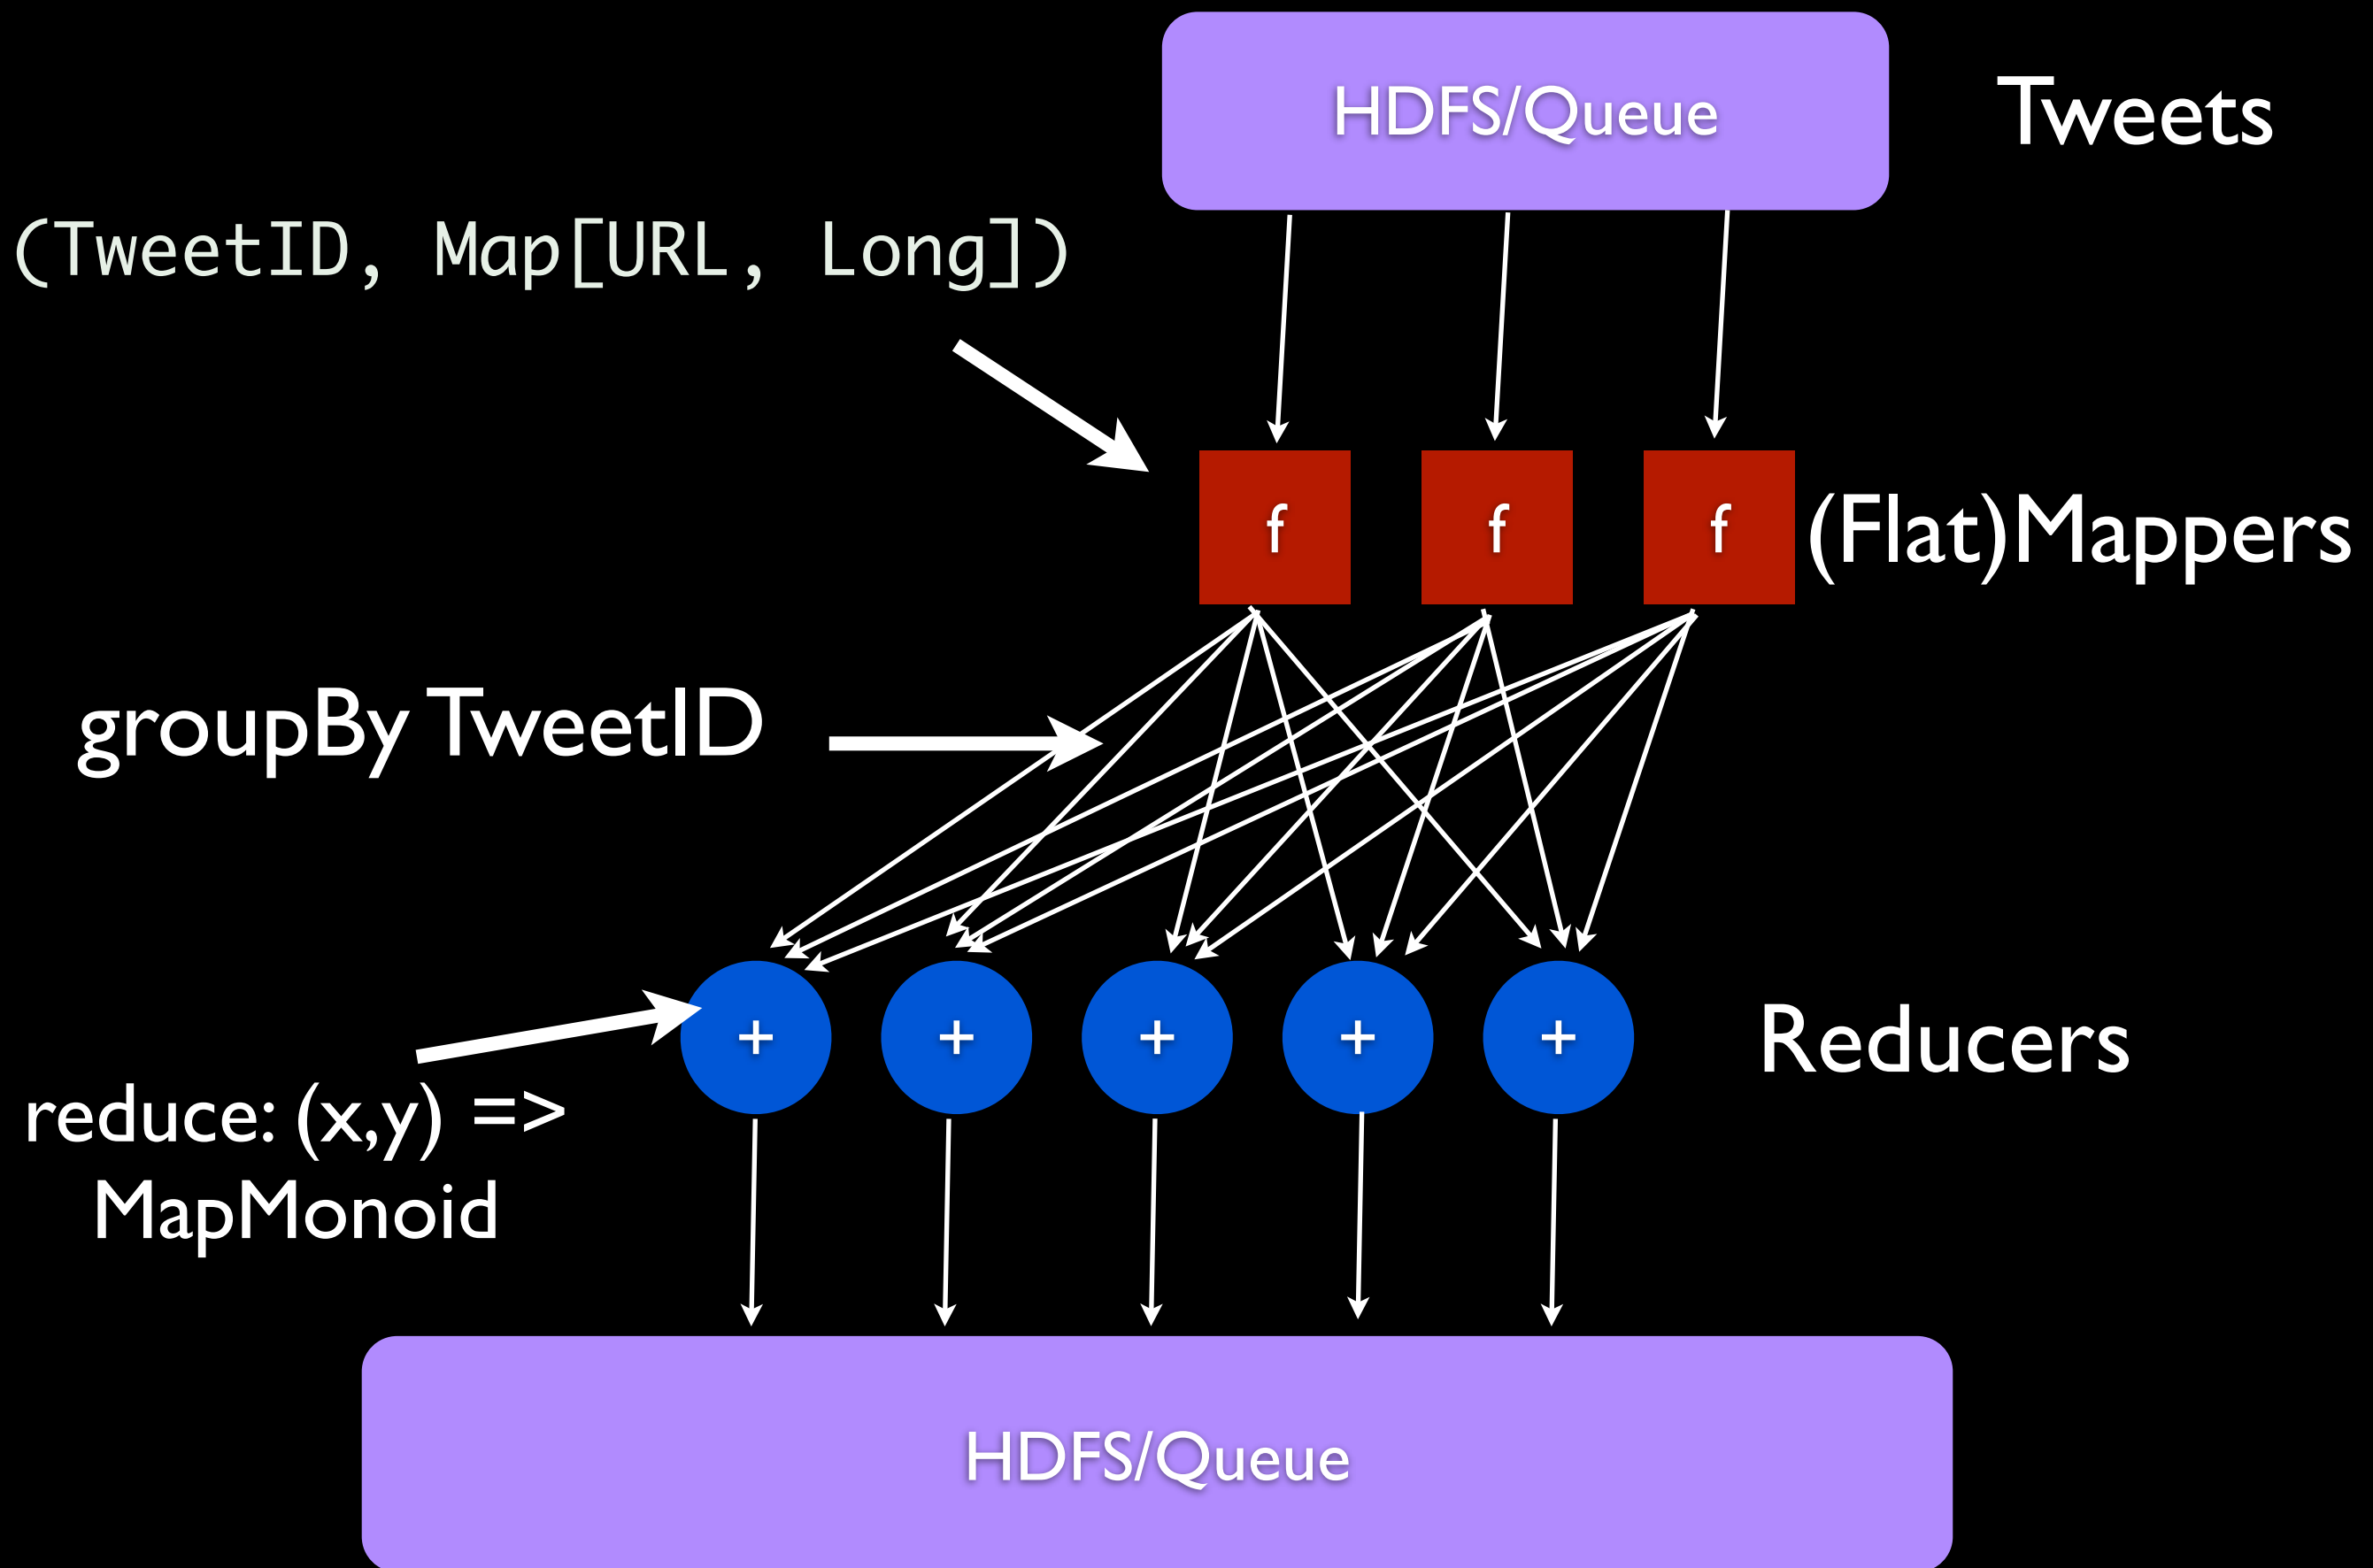 HDFS/Queue
Tweets
(TweetID, Map[URL, Long])
f
f
f
(Flat)Mappers
groupBy TweetID
+
+
+
+
+
Reducers
reduce: (x,y) =>
MapMonoid
HDFS/Queue